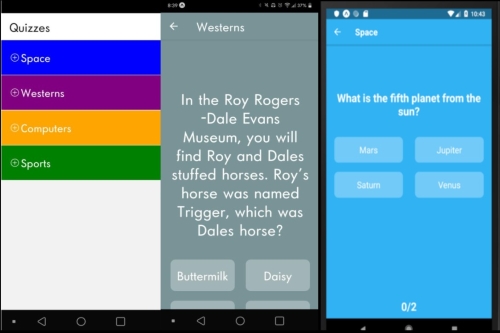 Quizzes
Space
Westerns
Computers
Sports
8:39
37%
Westerns
In the Roy Rogers
-Dale Evans
Museum, you will
find Roy and Dales
stuffed horses. Roy's
horse was named
Trigger, which was
Dales horse?
Buttermilk
Daisy
10:43
Space
What is the fifth planet from the
sun?
Mars
Jupiter
Saturn
Venus
0/2